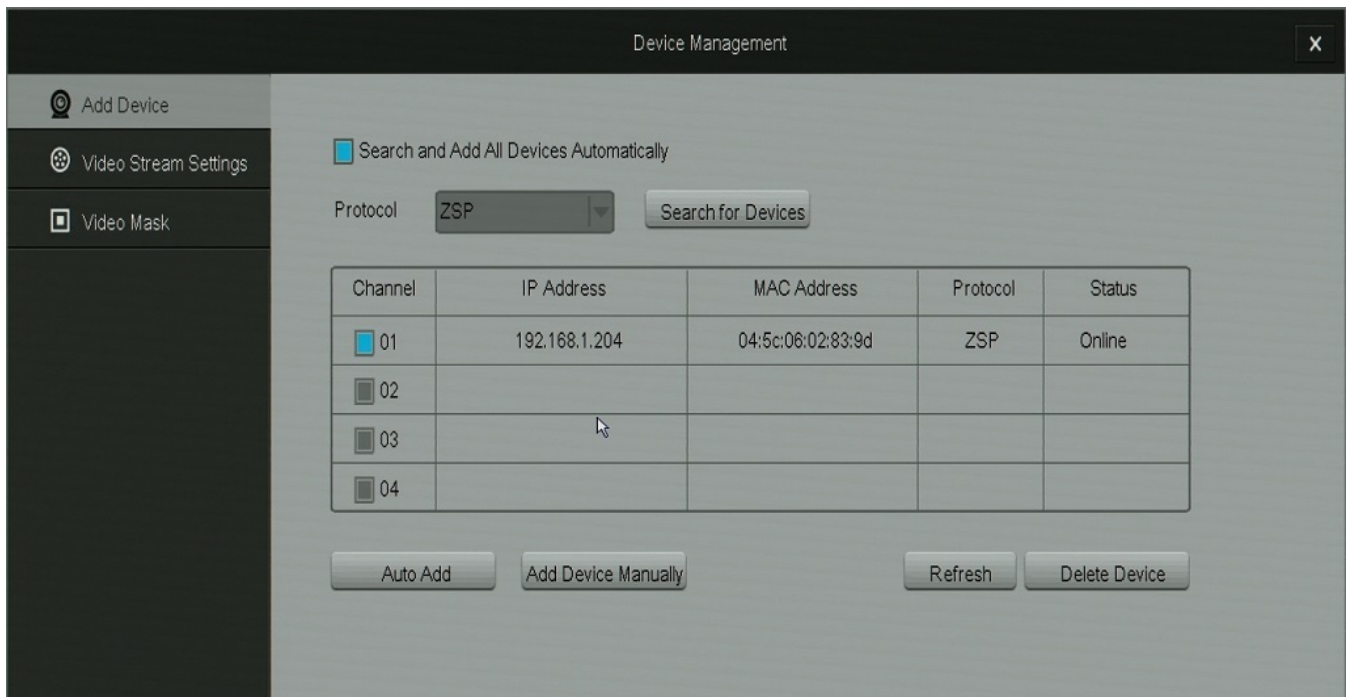 Device Management
X
Add Device
Video Stream Settings
Video Mask
Search and Add All Devices Automatically
Protocol ZSP Search for Devices
Channel IP Address MAC Address Protocol Status
01 192.168.1.204 04:5c:06:02:83:9d ZSP Online
02
03
04
Auto Add Add Device Manually Refresh Delete Device